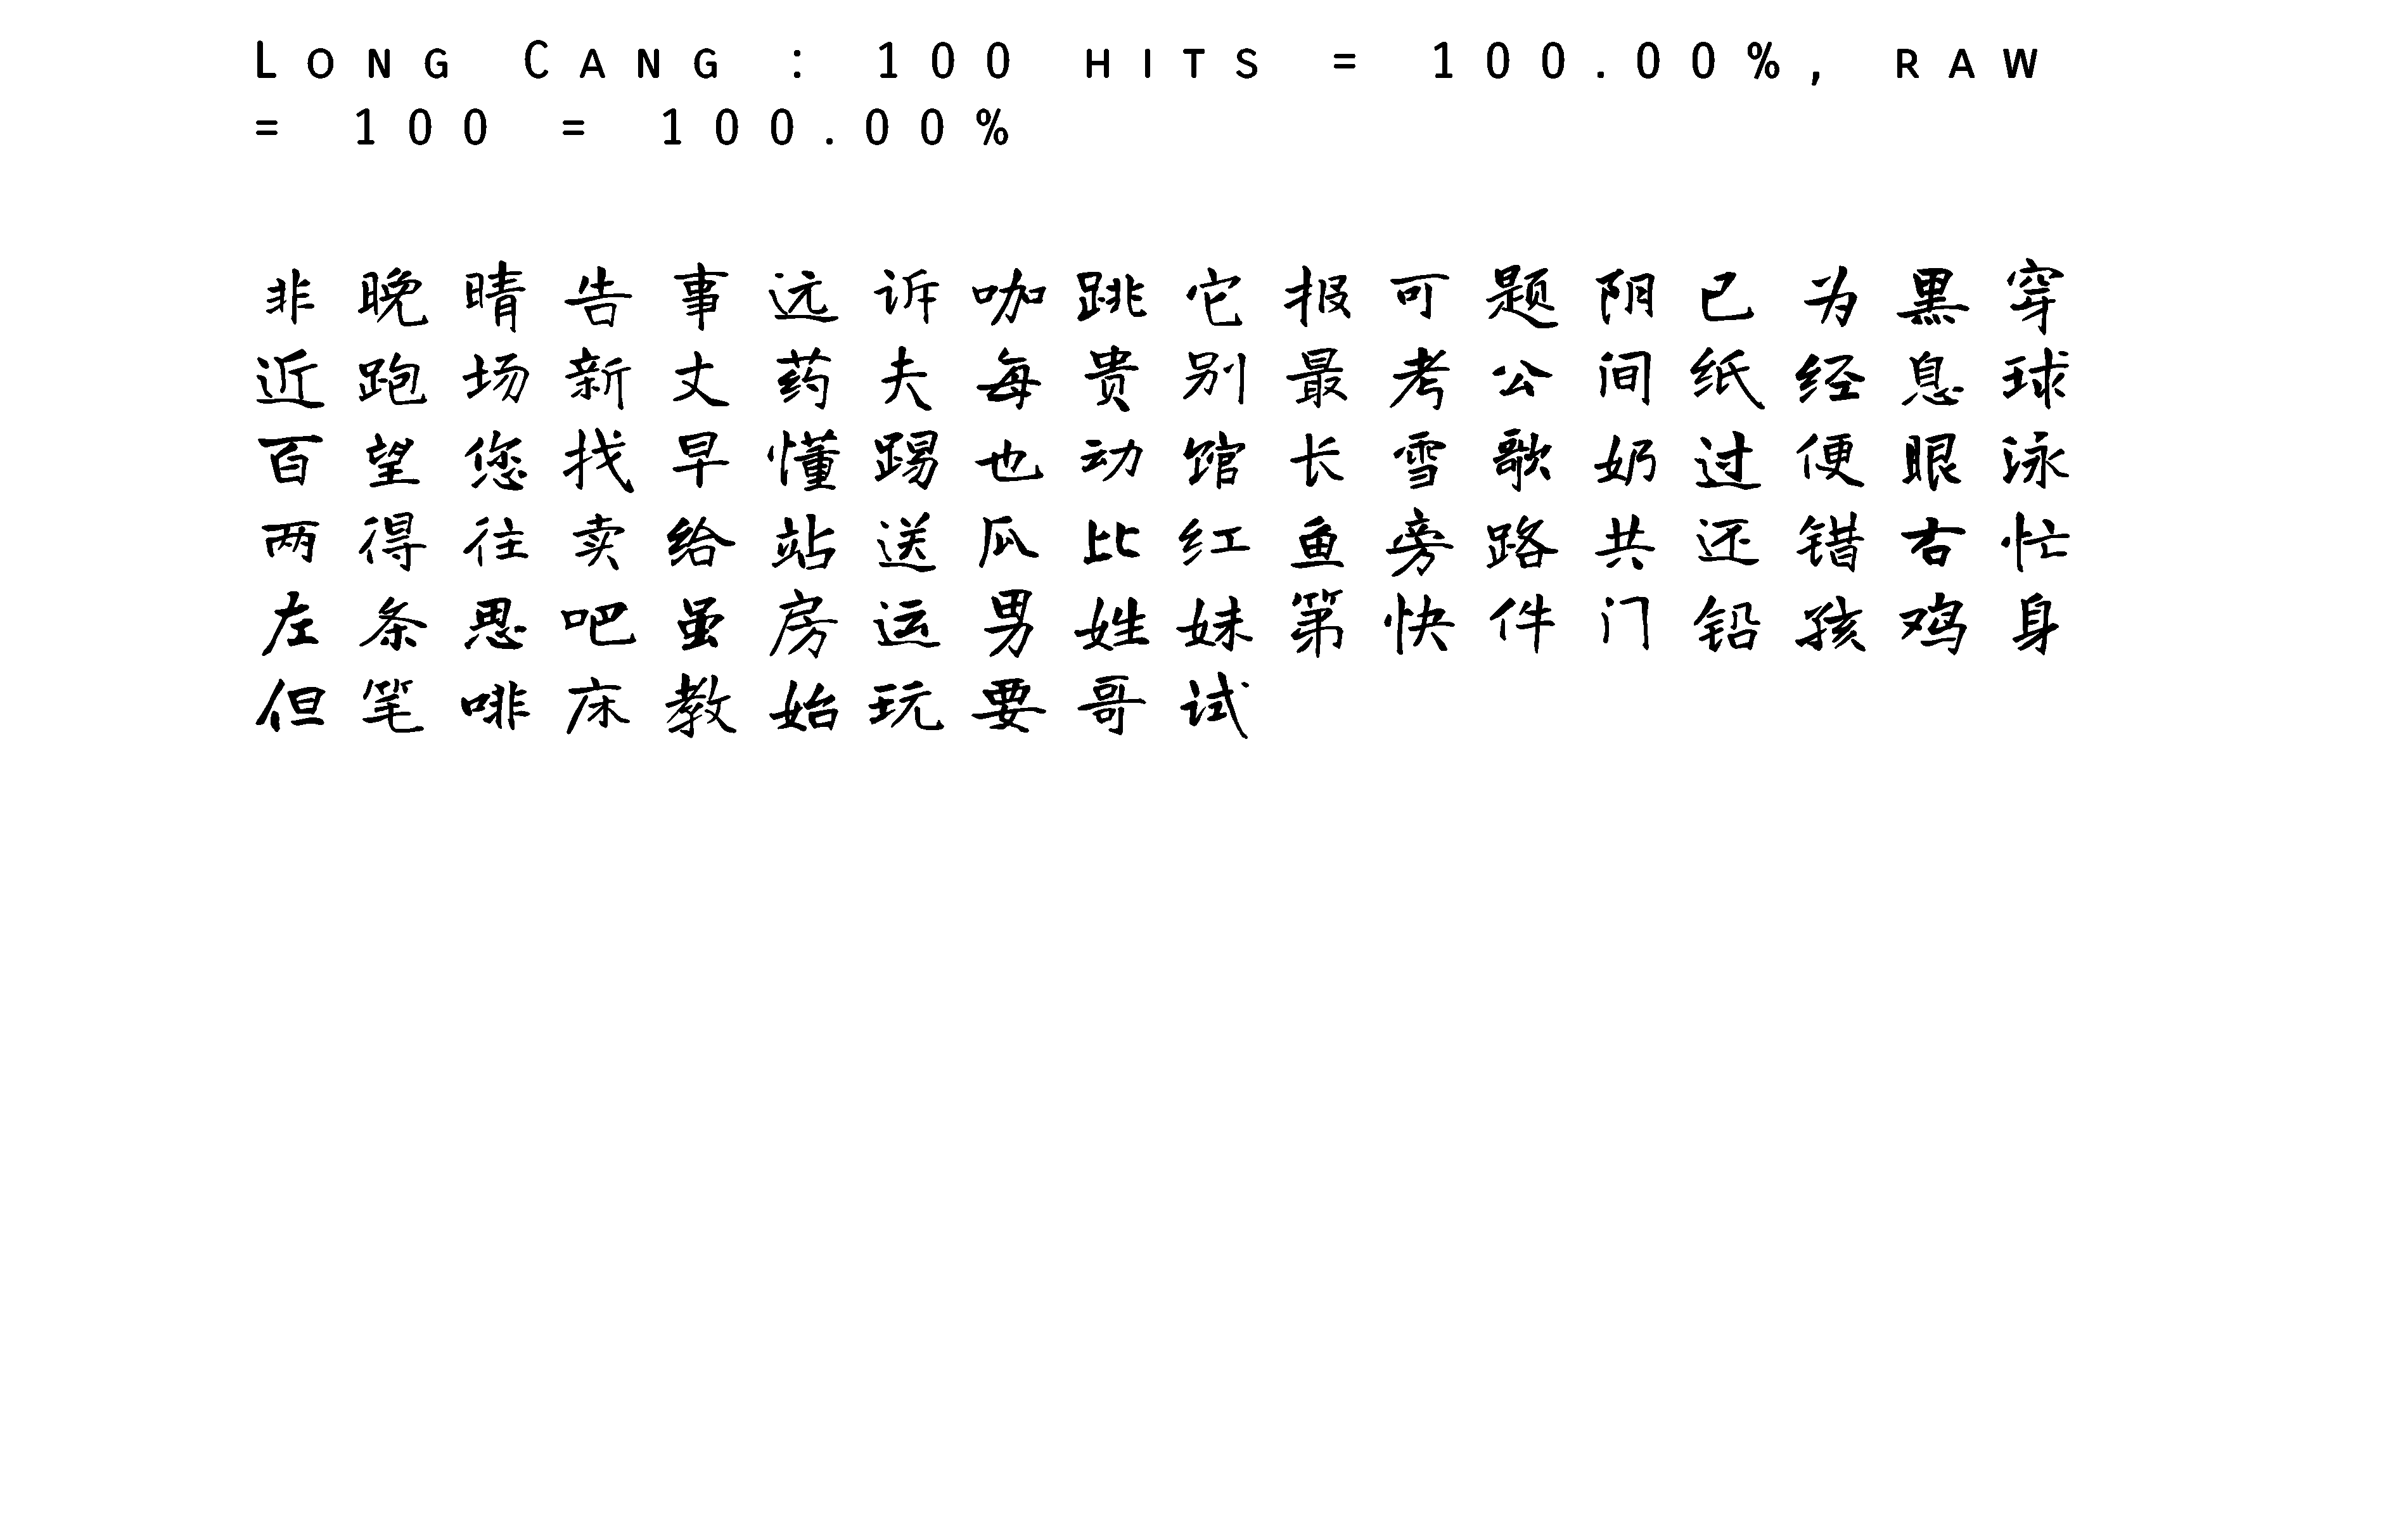 Long Cang : 100 hits = 100.00%, raw
= 100 = 100.00%
非晚晴告事远诉咖跳它报可题阴已为黑穿
近跑场新丈药夫每贵别最考公间纸经息球
百望您找早懂踢也动馆长雪歌奶过便眼泳
两得往卖给站送瓜比红鱼旁路共还错右忙
左条思吧虽房运男姓妹第快件门铅孩鸡身
但笔啡床教始玩要哥试